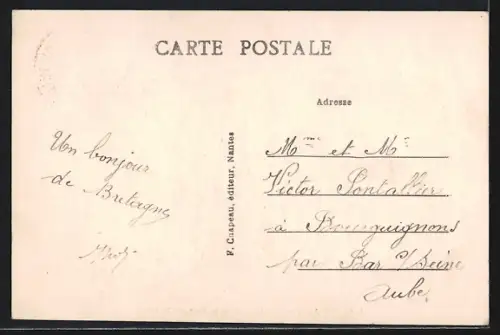 CARTE POSTALE
Adresse
Un bonjour
de Bretagne
F. Chapeau, éditeur, Nantes
Mme et Mr
Victor
à Bourguignons
par Bar s/Seine
Aube